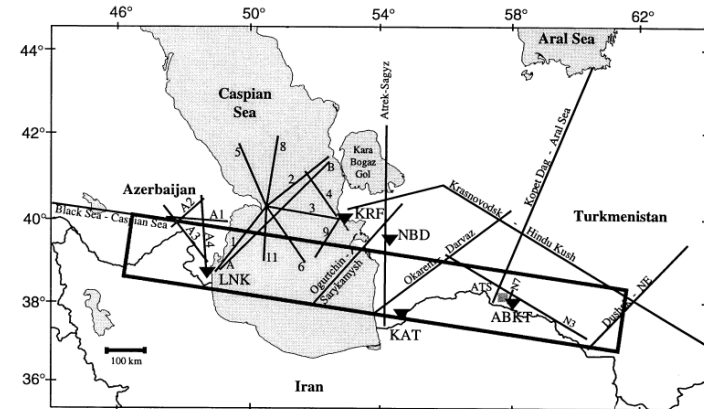 46°
50°
54°
58°
62°
44°
Aral Sea
Caspian
Sea
Atrek-Sagyz
42°
5
8
B
Kara
Bogaz
Gol
Kopet Dag - Aral Sea
2
4
Azerbaijan
A2
A1
3
KRF
Krasnovodsk - Hindu Kush
Turkmenistan
40°
Black Sea - Caspian Sea
A3
A4
1
9
NBD
A
11
6
LNK
Ogurtchin -
Sarykamysh
Okarem - Darvaz
38°
ATS
N7
ABKT
Dushak - NE
KAT
N3
100 km
36°
Iran